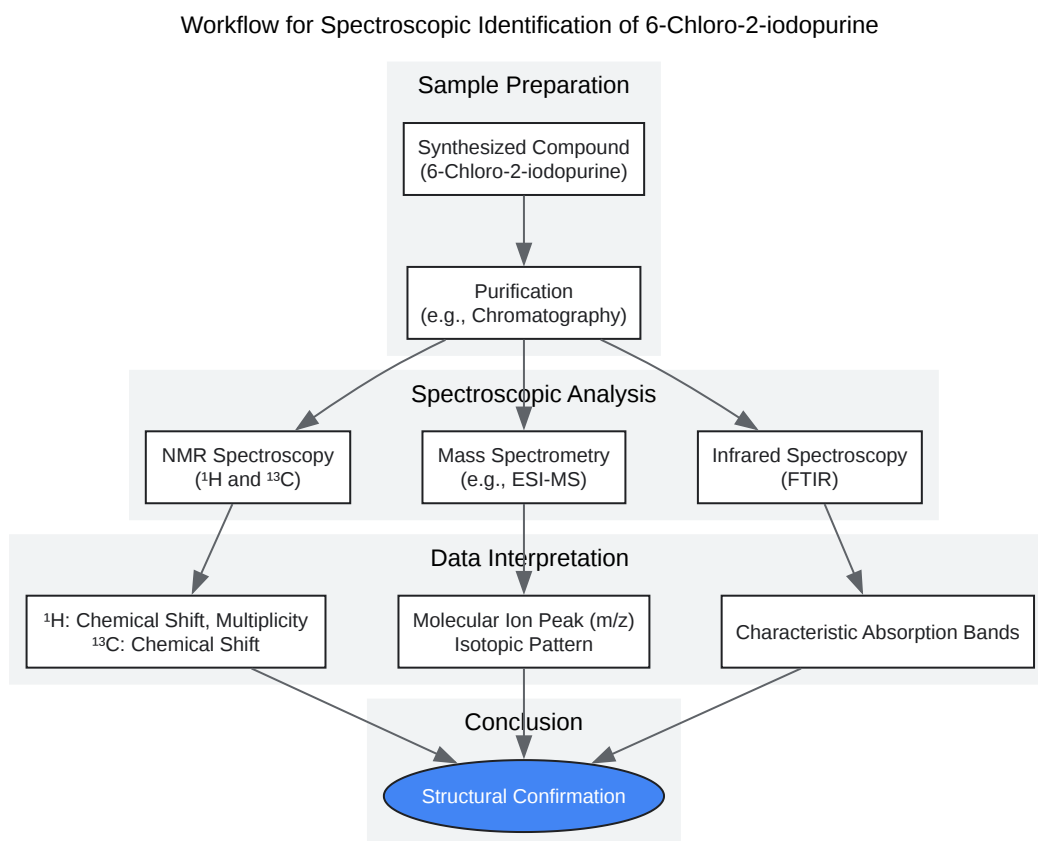 Workflow for Spectroscopic Identification of 6-Chloro-2-iodopurine
Sample Preparation
Synthesized Compound
(6-Chloro-2-iodopurine)
Purification
(e.g., Chromatography)
Spectroscopic Analysis
NMR Spectroscopy
(¹H and ¹³C)
Mass Spectrometry
(e.g., ESI-MS)
Infrared Spectroscopy
(FTIR)
Data Interpretation
¹H: Chemical Shift, Multiplicity
¹³C: Chemical Shift
Molecular Ion Peak (m/z)
Isotopic Pattern
Characteristic Absorption Bands
Conclusion
Structural Confirmation